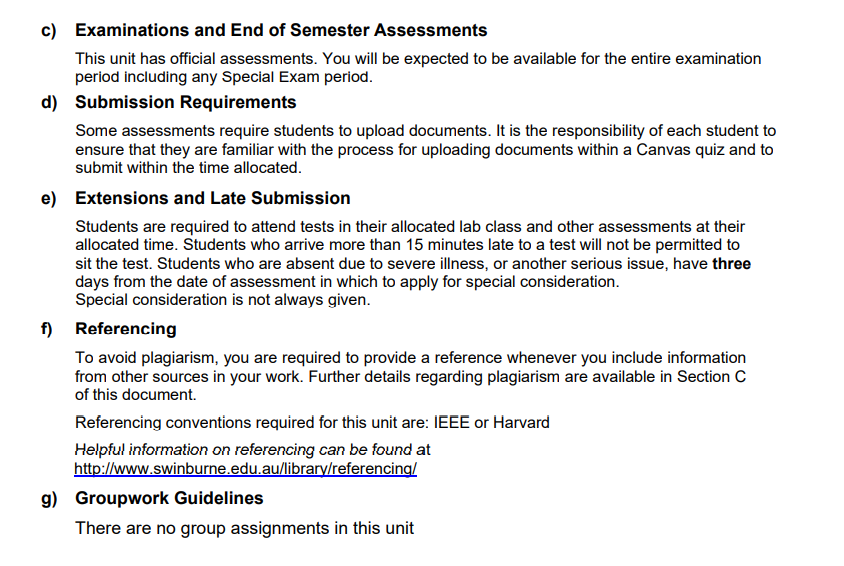 c) Examinations and End of Semester Assessments
This unit has official assessments. You will be expected to be available for the entire examination
period including any Special Exam period.
d) Submission Requirements
Some assessments require students to upload documents. It is the responsibility of each student to
ensure that they are familiar with the process for uploading documents within a Canvas quiz and to
submit within the time allocated.
e) Extensions and Late Submission
Students are required to attend tests in their allocated lab class and other assessments at their
allocated time. Students who arrive more than 15 minutes late to a test will not be permitted to
sit the test. Students who are absent due to severe illness, or another serious issue, have three
days from the date of assessment in which to apply for special consideration.
Special consideration is not always given.
f) Referencing
To avoid plagiarism, you are required to provide a reference whenever you include information
from other sources in your work. Further details regarding plagiarism are available in Section C
of this document.
Referencing conventions required for this unit are: IEEE or Harvard
Helpful information on referencing can be found at
http://www.swinburne.edu.au/library/referencing/
g) Groupwork Guidelines
There are no group assignments in this unit